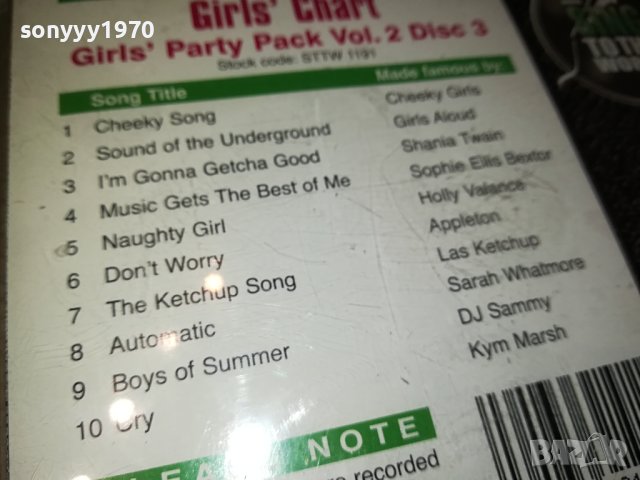 sonyyy1970
Girls' Chart
Girls' Party Pack Vol. 2 Disc 3
Stock code: STTW 1191
Song Title Made famous by:
1 Cheeky Song Cheeky Girls
2 Sound of the Underground Girls Aloud
3 I'm Gonna Getcha Good Shania Twain
4 Music Gets The Best of Me Sophie Ellis Bextor
5 Naughty Girl Holly Valance
6 Don't Worry Appleton
7 The Ketchup Song Las Ketchup
8 Automatic Sarah Whatmore
9 Boys of Summer DJ Sammy
10 Cry Kym Marsh
NOTE
recorded
BAZAR